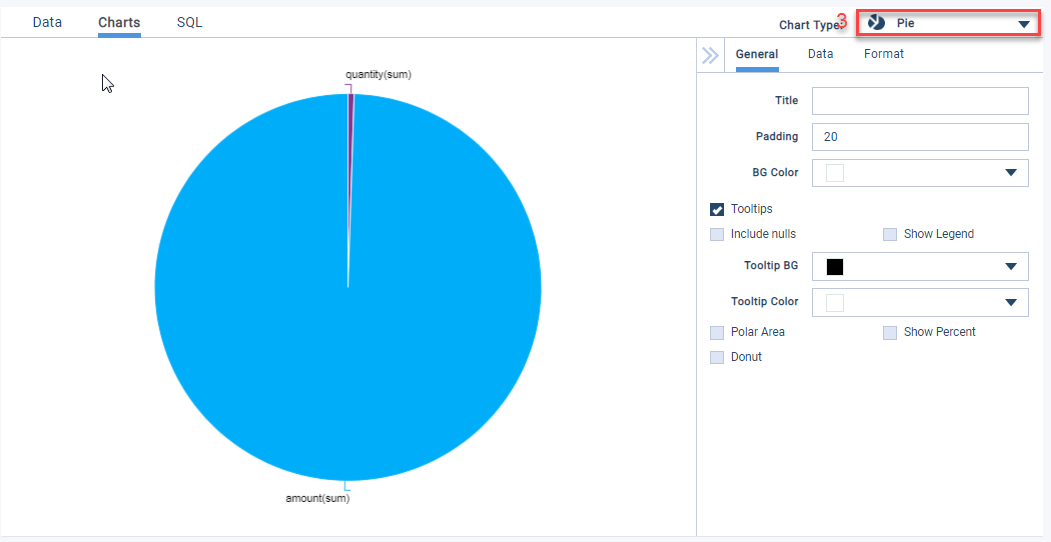 Data Charts SQL
Chart Type: 3 Pie
General Data Format
quantity(sum)
Title
Padding 20
BG Color
Tooltips
Include nulls Show Legend
Tooltip BG
Tooltip Color
Polar Area Show Percent
Donut
amount(sum)